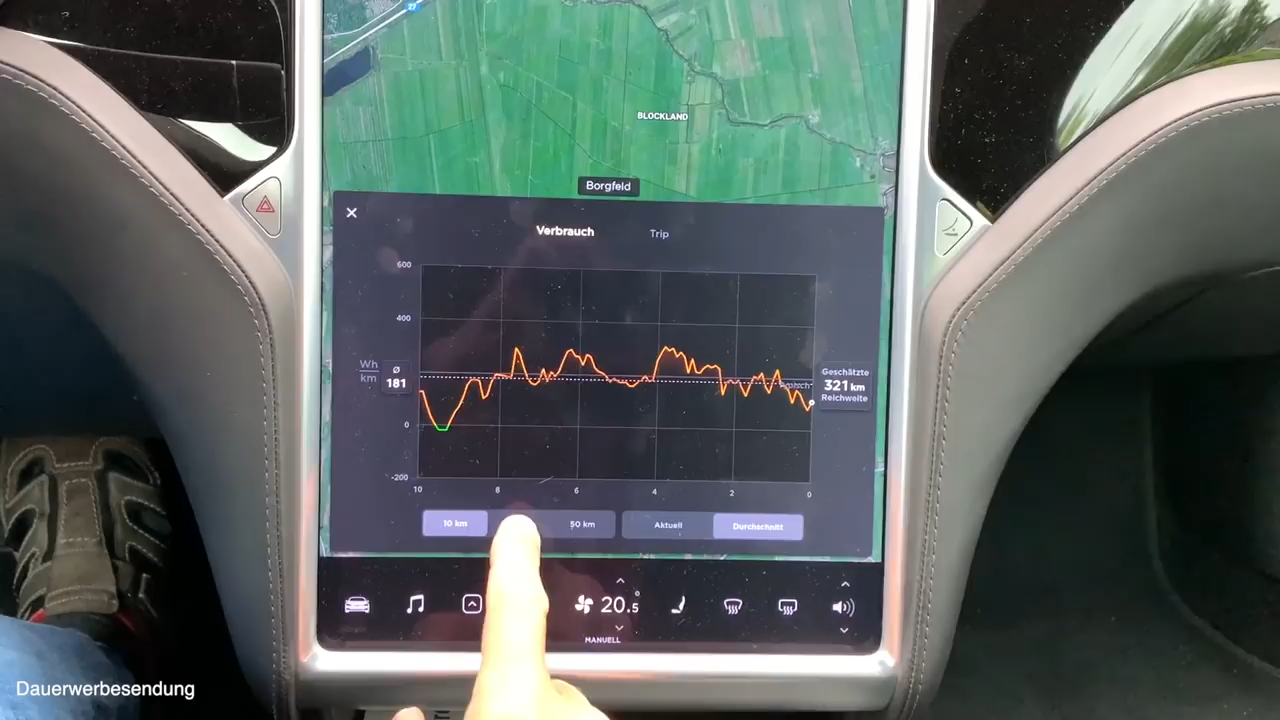 27
BLOCKLAND
Borgfeld
Verbrauch
Trip
600
400
Wh
km
Ø
181
0
-200
Geschätzte
321 km
Reichweite
10
8
6
4
2
0
10 km
50 km
Aktuell
Durchschnitt
20.5°
MANUELL
Dauerwerbesendung